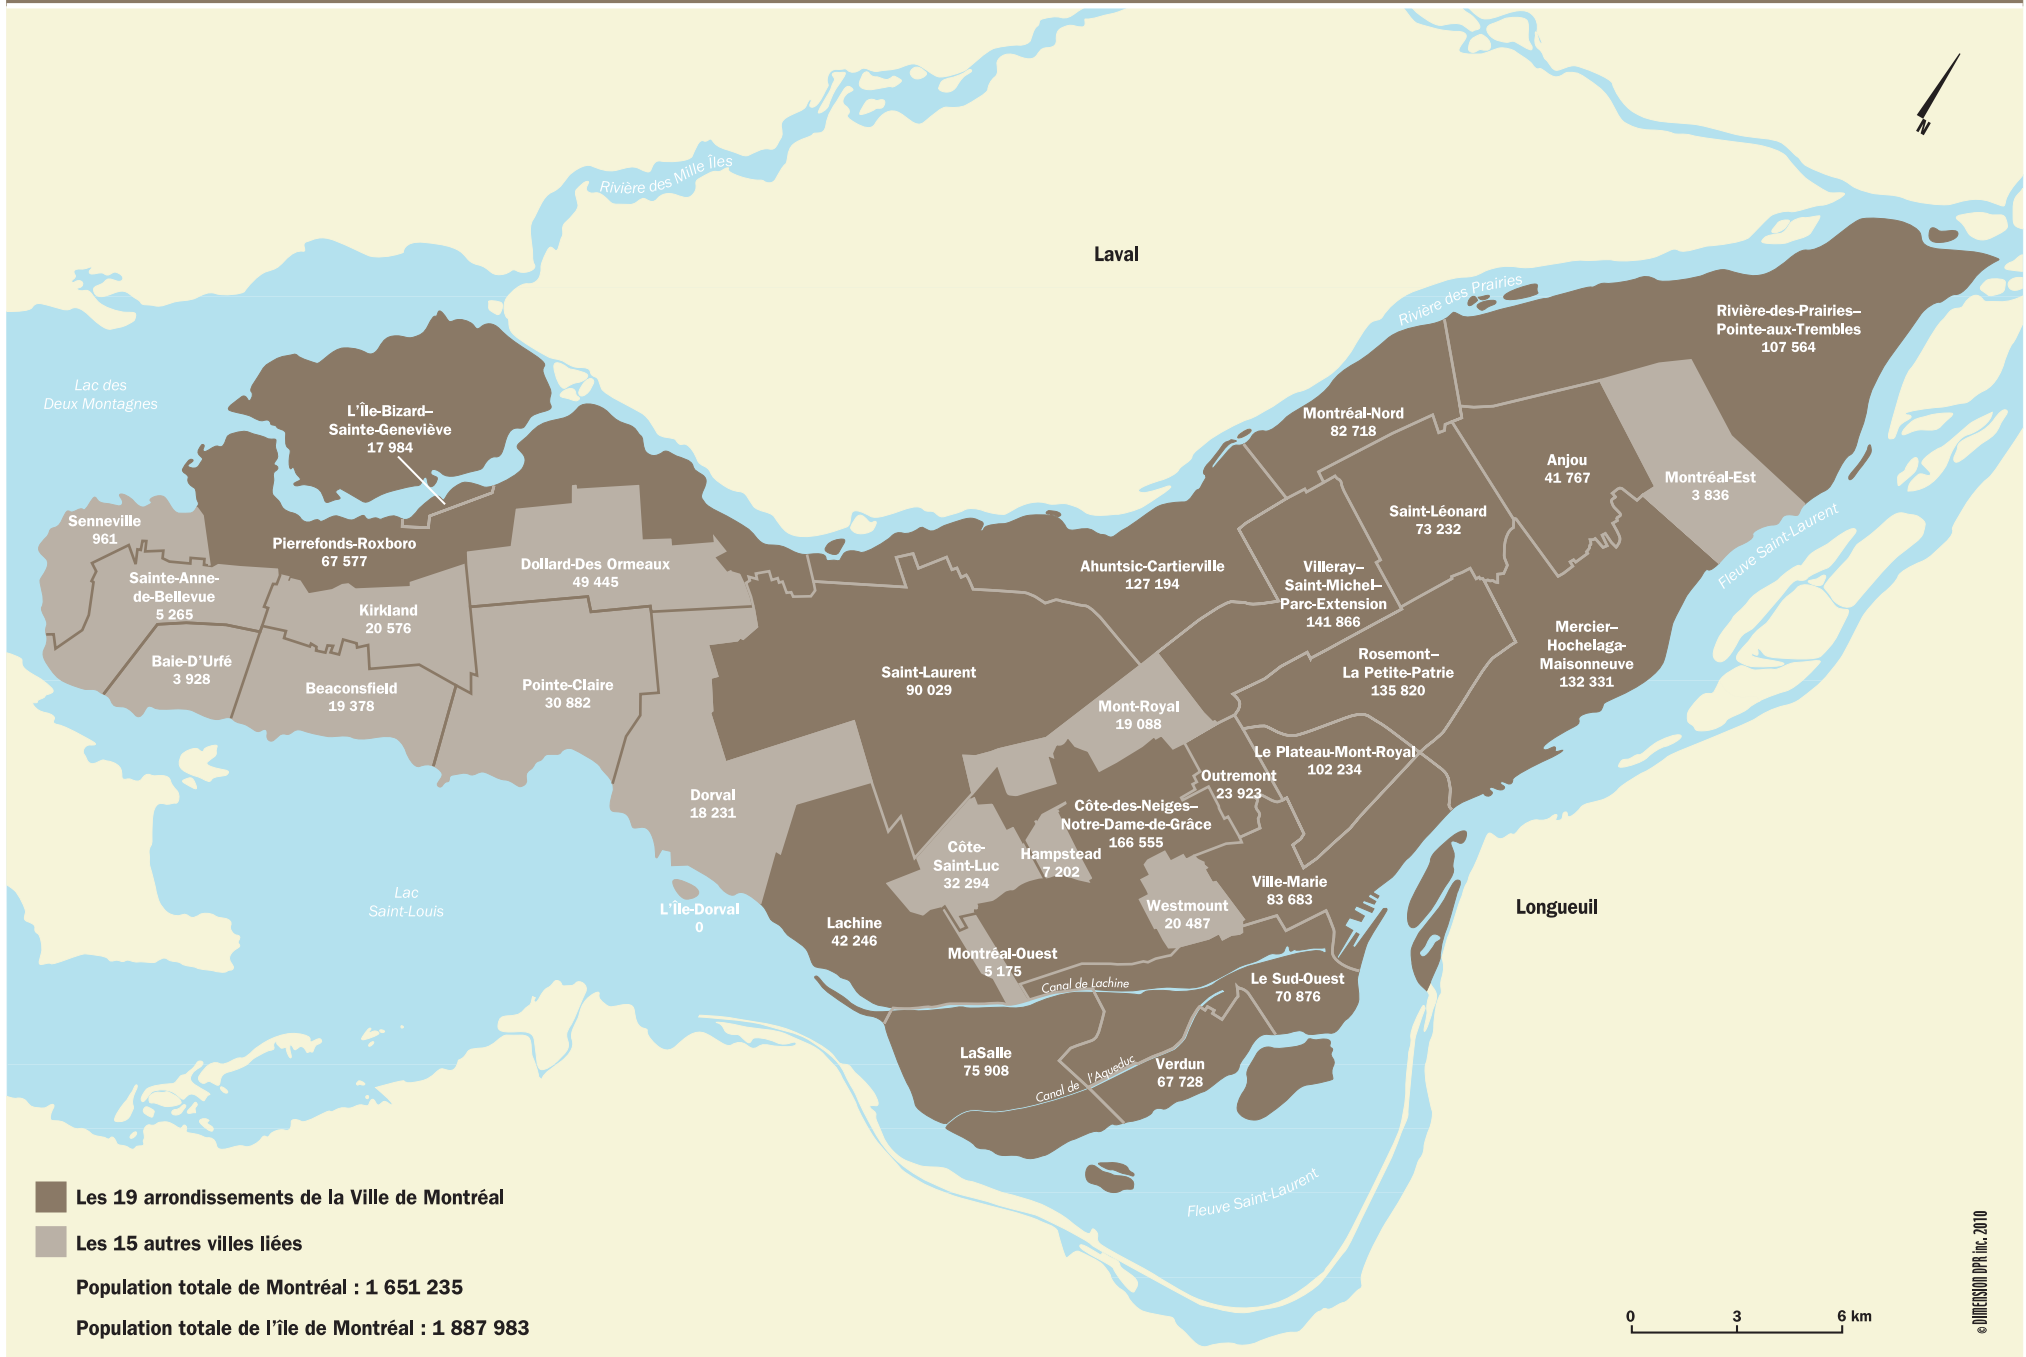 Rivière des Mille Îles
Laval
Rivière des Prairies
N
Rivière-des-Prairies–
Pointe-aux-Trembles
107 564
Lac des
Deux Montagnes
L'Île-Bizard–
Sainte-Geneviève
17 984
Montréal-Nord
82 718
Anjou
41 767
Montréal-Est
3 836
Saint-Léonard
73 232
Senneville
961
Pierrefonds-Roxboro
67 577
Dollard-Des Ormeaux
49 445
Ahuntsic-Cartierville
127 194
Villeray–
Saint-Michel–
Parc-Extension
141 866
Fleuve Saint-Laurent
Sainte-Anne-
de-Bellevue
5 265
Kirkland
20 576
Mercier–
Hochelaga-
Maisonneuve
132 331
Baie-D'Urfé
3 928
Beaconsfield
19 378
Pointe-Claire
30 882
Saint-Laurent
90 029
Rosemont–
La Petite-Patrie
135 820
Mont-Royal
19 088
Le Plateau-Mont-Royal
102 234
Outremont
23 923
Dorval
18 231
Côte-des-Neiges–
Notre-Dame-de-Grâce
166 555
Côte-
Saint-Luc
32 294
Hampstead
7 202
Ville-Marie
83 683
Westmount
20 487
Longueuil
Lac
Saint-Louis
L'Île-Dorval
0
Lachine
42 246
Montréal-Ouest
5 175
Canal de Lachine
Le Sud-Ouest
70 876
LaSalle
75 908
Canal de l'Aqueduc
Verdun
67 728
Fleuve Saint-Laurent
Les 19 arrondissements de la Ville de Montréal
Les 15 autres villes liées
Population totale de Montréal : 1 651 235
Population totale de l'île de Montréal : 1 887 983
0 3 6 km
© DIMENSION DPR inc. 2010